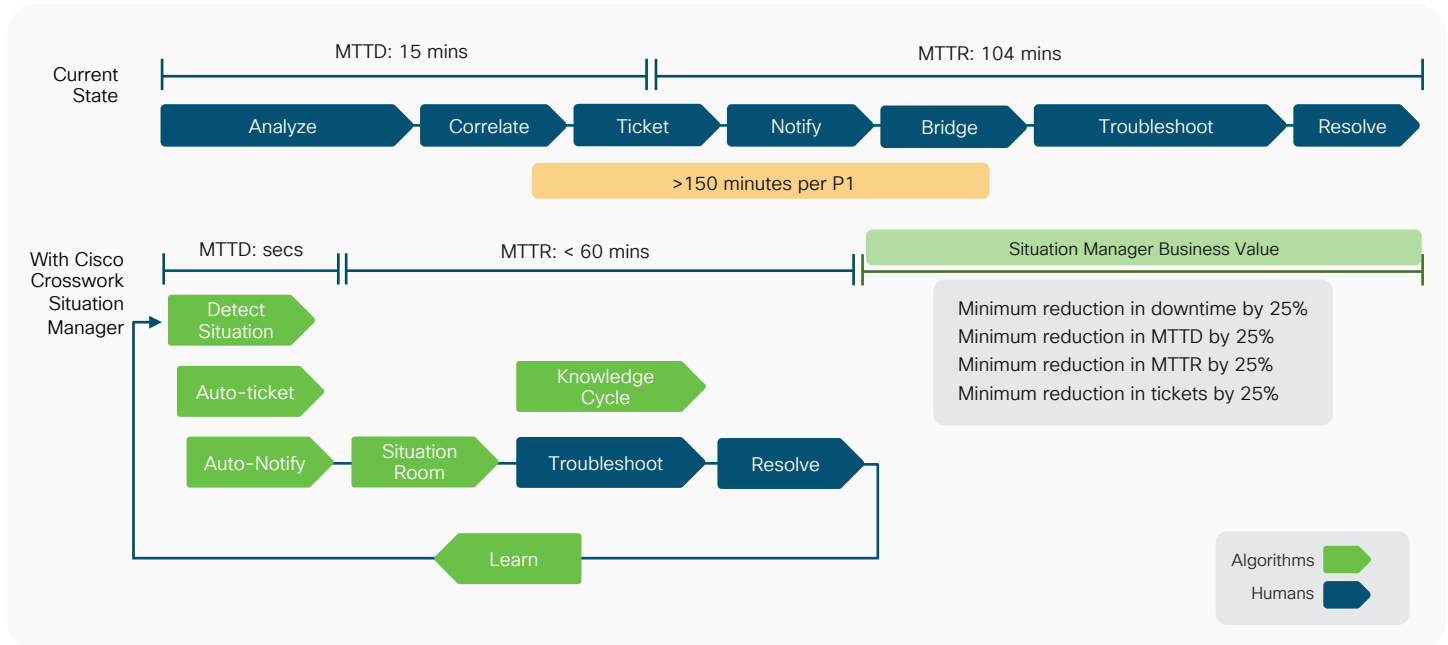 MTTD: 15 mins
MTTR: 104 mins
Current
State
Analyze
Correlate
Ticket
Notify
Bridge
Troubleshoot
Resolve
>150 minutes per P1
With Cisco
Crosswork
Situation
Manager
MTTD: secs
MTTR: < 60 mins
Situation Manager Business Value
Detect
Situation
Minimum reduction in downtime by 25%
Minimum reduction in MTTD by 25%
Minimum reduction in MTTR by 25%
Minimum reduction in tickets by 25%
Auto-ticket
Knowledge
Cycle
Auto-Notify
Situation
Room
Troubleshoot
Resolve
Learn
Algorithms
Humans